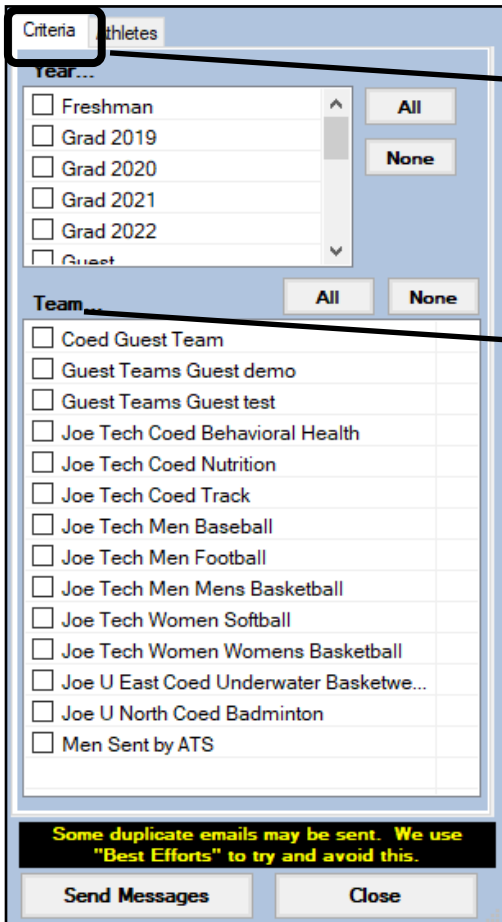 Criteria Athletes
Year...
Freshman
All
Grad 2019
Grad 2020
None
Grad 2021
Grad 2022
Guest
Team...
All
None
Coed Guest Team
Guest Teams Guest demo
Guest Teams Guest test
Joe Tech Coed Behavioral Health
Joe Tech Coed Nutrition
Joe Tech Coed Track
Joe Tech Men Baseball
Joe Tech Men Football
Joe Tech Men Mens Basketball
Joe Tech Women Softball
Joe Tech Women Womens Basketball
Joe U East Coed Underwater Basketwe...
Joe U North Coed Badminton
Men Sent by ATS
Some duplicate emails may be sent. We use
"Best Efforts" to try and avoid this.
Send Messages
Close